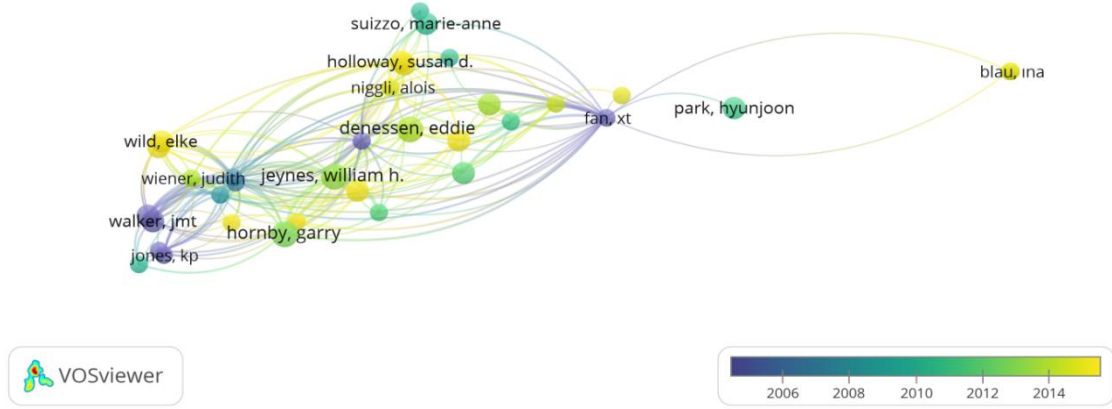 suizzo, marie-anne
holloway, susan d.
niggli, alois
blau, ina
park, hyunjoon
fan, xt
denessen, eddie
wild, elke
wiener, judith
jeynes, william h.
walker, jmt
hornby, garry
jones, kp
VOSviewer
2006 2008 2010 2012 2014